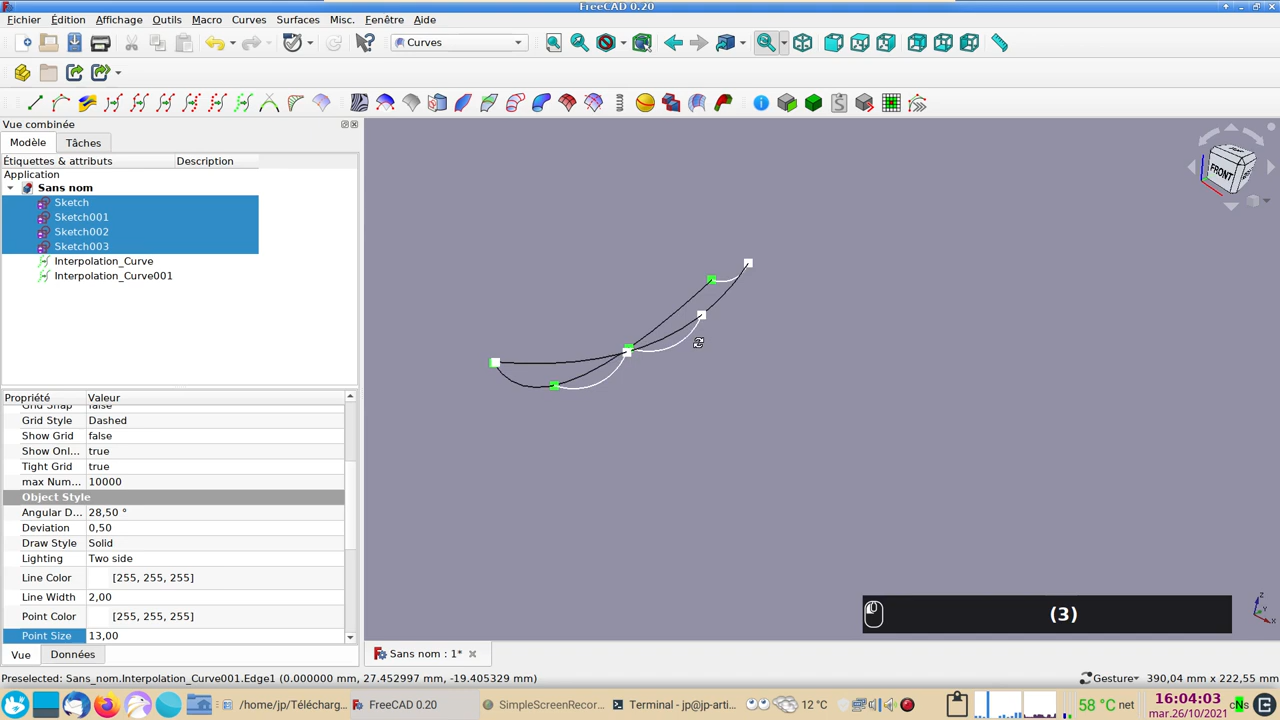 FreeCAD 0.20
Fichier Édition Affichage Outils Macro Curves Surfaces Misc. Fenêtre Aide
Curves
Vue combinée
Modèle Tâches
Étiquettes & attributs Description
Application
Sans nom
Sketch
Sketch001
Sketch002
Sketch003
Interpolation_Curve
Interpolation_Curve001
FRONT
Propriété Valeur
Grid Snap false
Grid Style Dashed
Show Grid false
Show Onl... true
Tight Grid true
max Num... 10000
Object Style
Angular D... 28,50 °
Deviation 0,50
Draw Style Solid
Lighting Two side
Line Color [255, 255, 255]
Line Width 2,00
Point Color [255, 255, 255]
Point Size 13,00
(3)
Vue Données
Sans nom : 1*
Preselected: Sans_nom.Interpolation_Curve001.Edge1 (0.000000 mm, 27.452997 mm, -19.405309 mm)
Gesture 390,04 mm x 222,55 mm
/home/jp/Télécharg... FreeCAD 0.20 SimpleScreenRecor... Terminal - jp@jp-arti... 12 °C 58 °C net 16:04:03
mar.26/10/2021